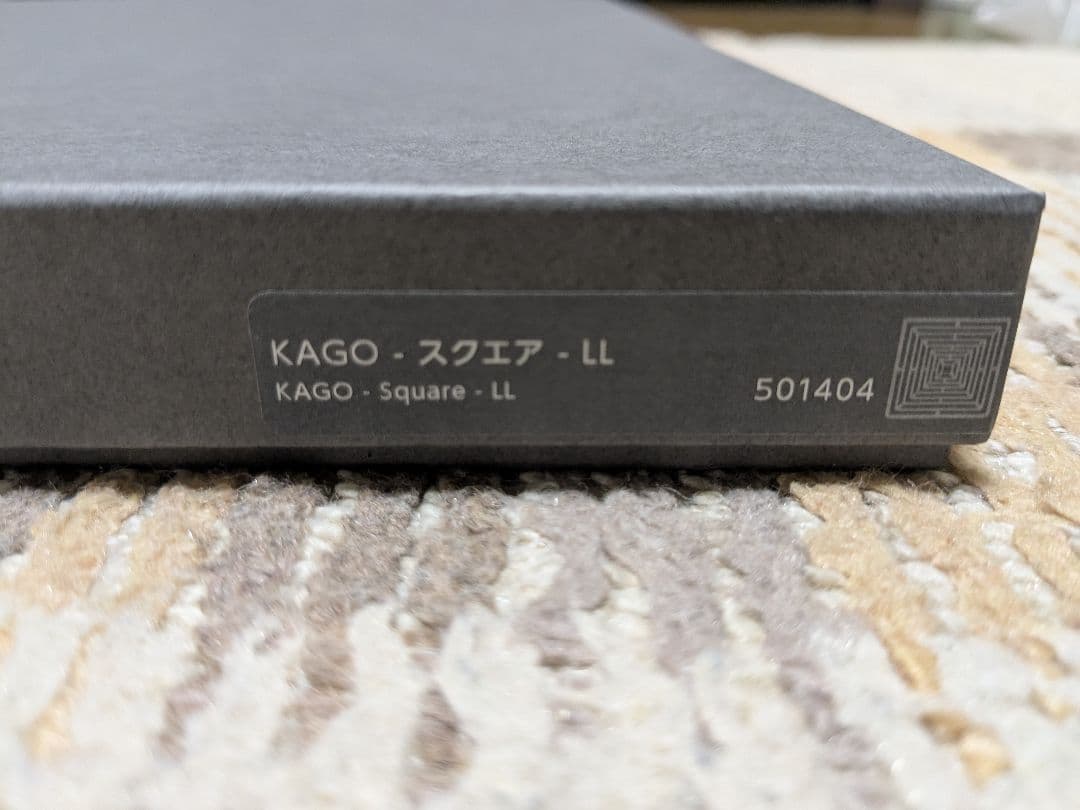 KAGO - スクエア - LL
KAGO - Square - LL
501404